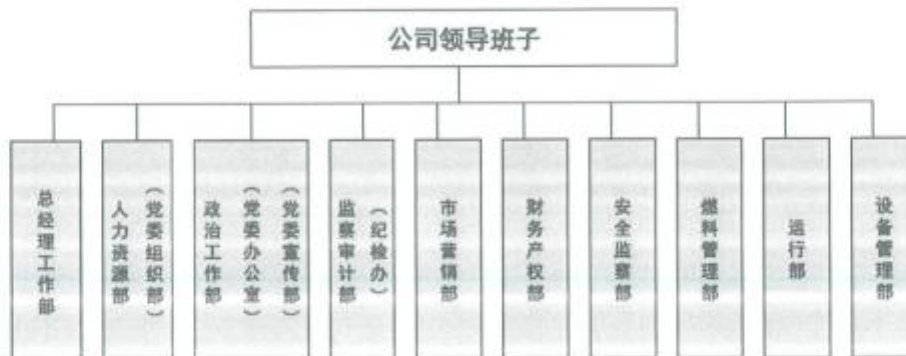 公司领导班子
总经理工作部
人力资源部
（党委组织部）
政治工作部
（党委办公室）
（党委宣传部）
监察审计部
（纪检办）
市场营销部
财务产权部
安全监察部
燃料管理部
运行部
设备管理部